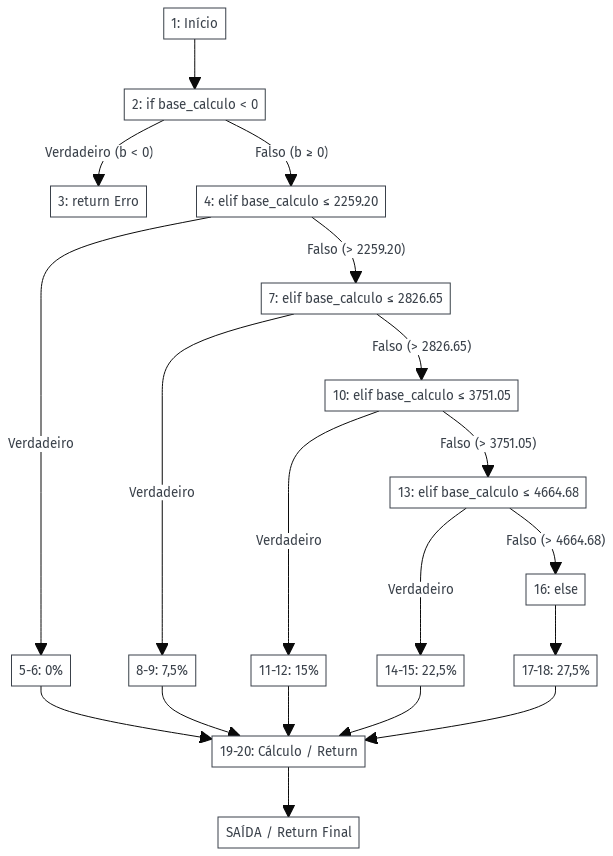 1: Início
2: if base_calculo < 0
Verdadeiro (b < 0)
Falso (b ≥ 0)
3: return Erro
4: elif base_calculo ≤ 2259.20
Falso (> 2259.20)
7: elif base_calculo ≤ 2826.65
Falso (> 2826.65)
10: elif base_calculo ≤ 3751.05
Verdadeiro
Falso (> 3751.05)
Verdadeiro
13: elif base_calculo ≤ 4664.68
Verdadeiro
Falso (> 4664.68)
Verdadeiro
16: else
5-6: 0%
8-9: 7,5%
11-12: 15%
14-15: 22,5%
17-18: 27,5%
19-20: Cálculo / Return
SAÍDA / Return Final